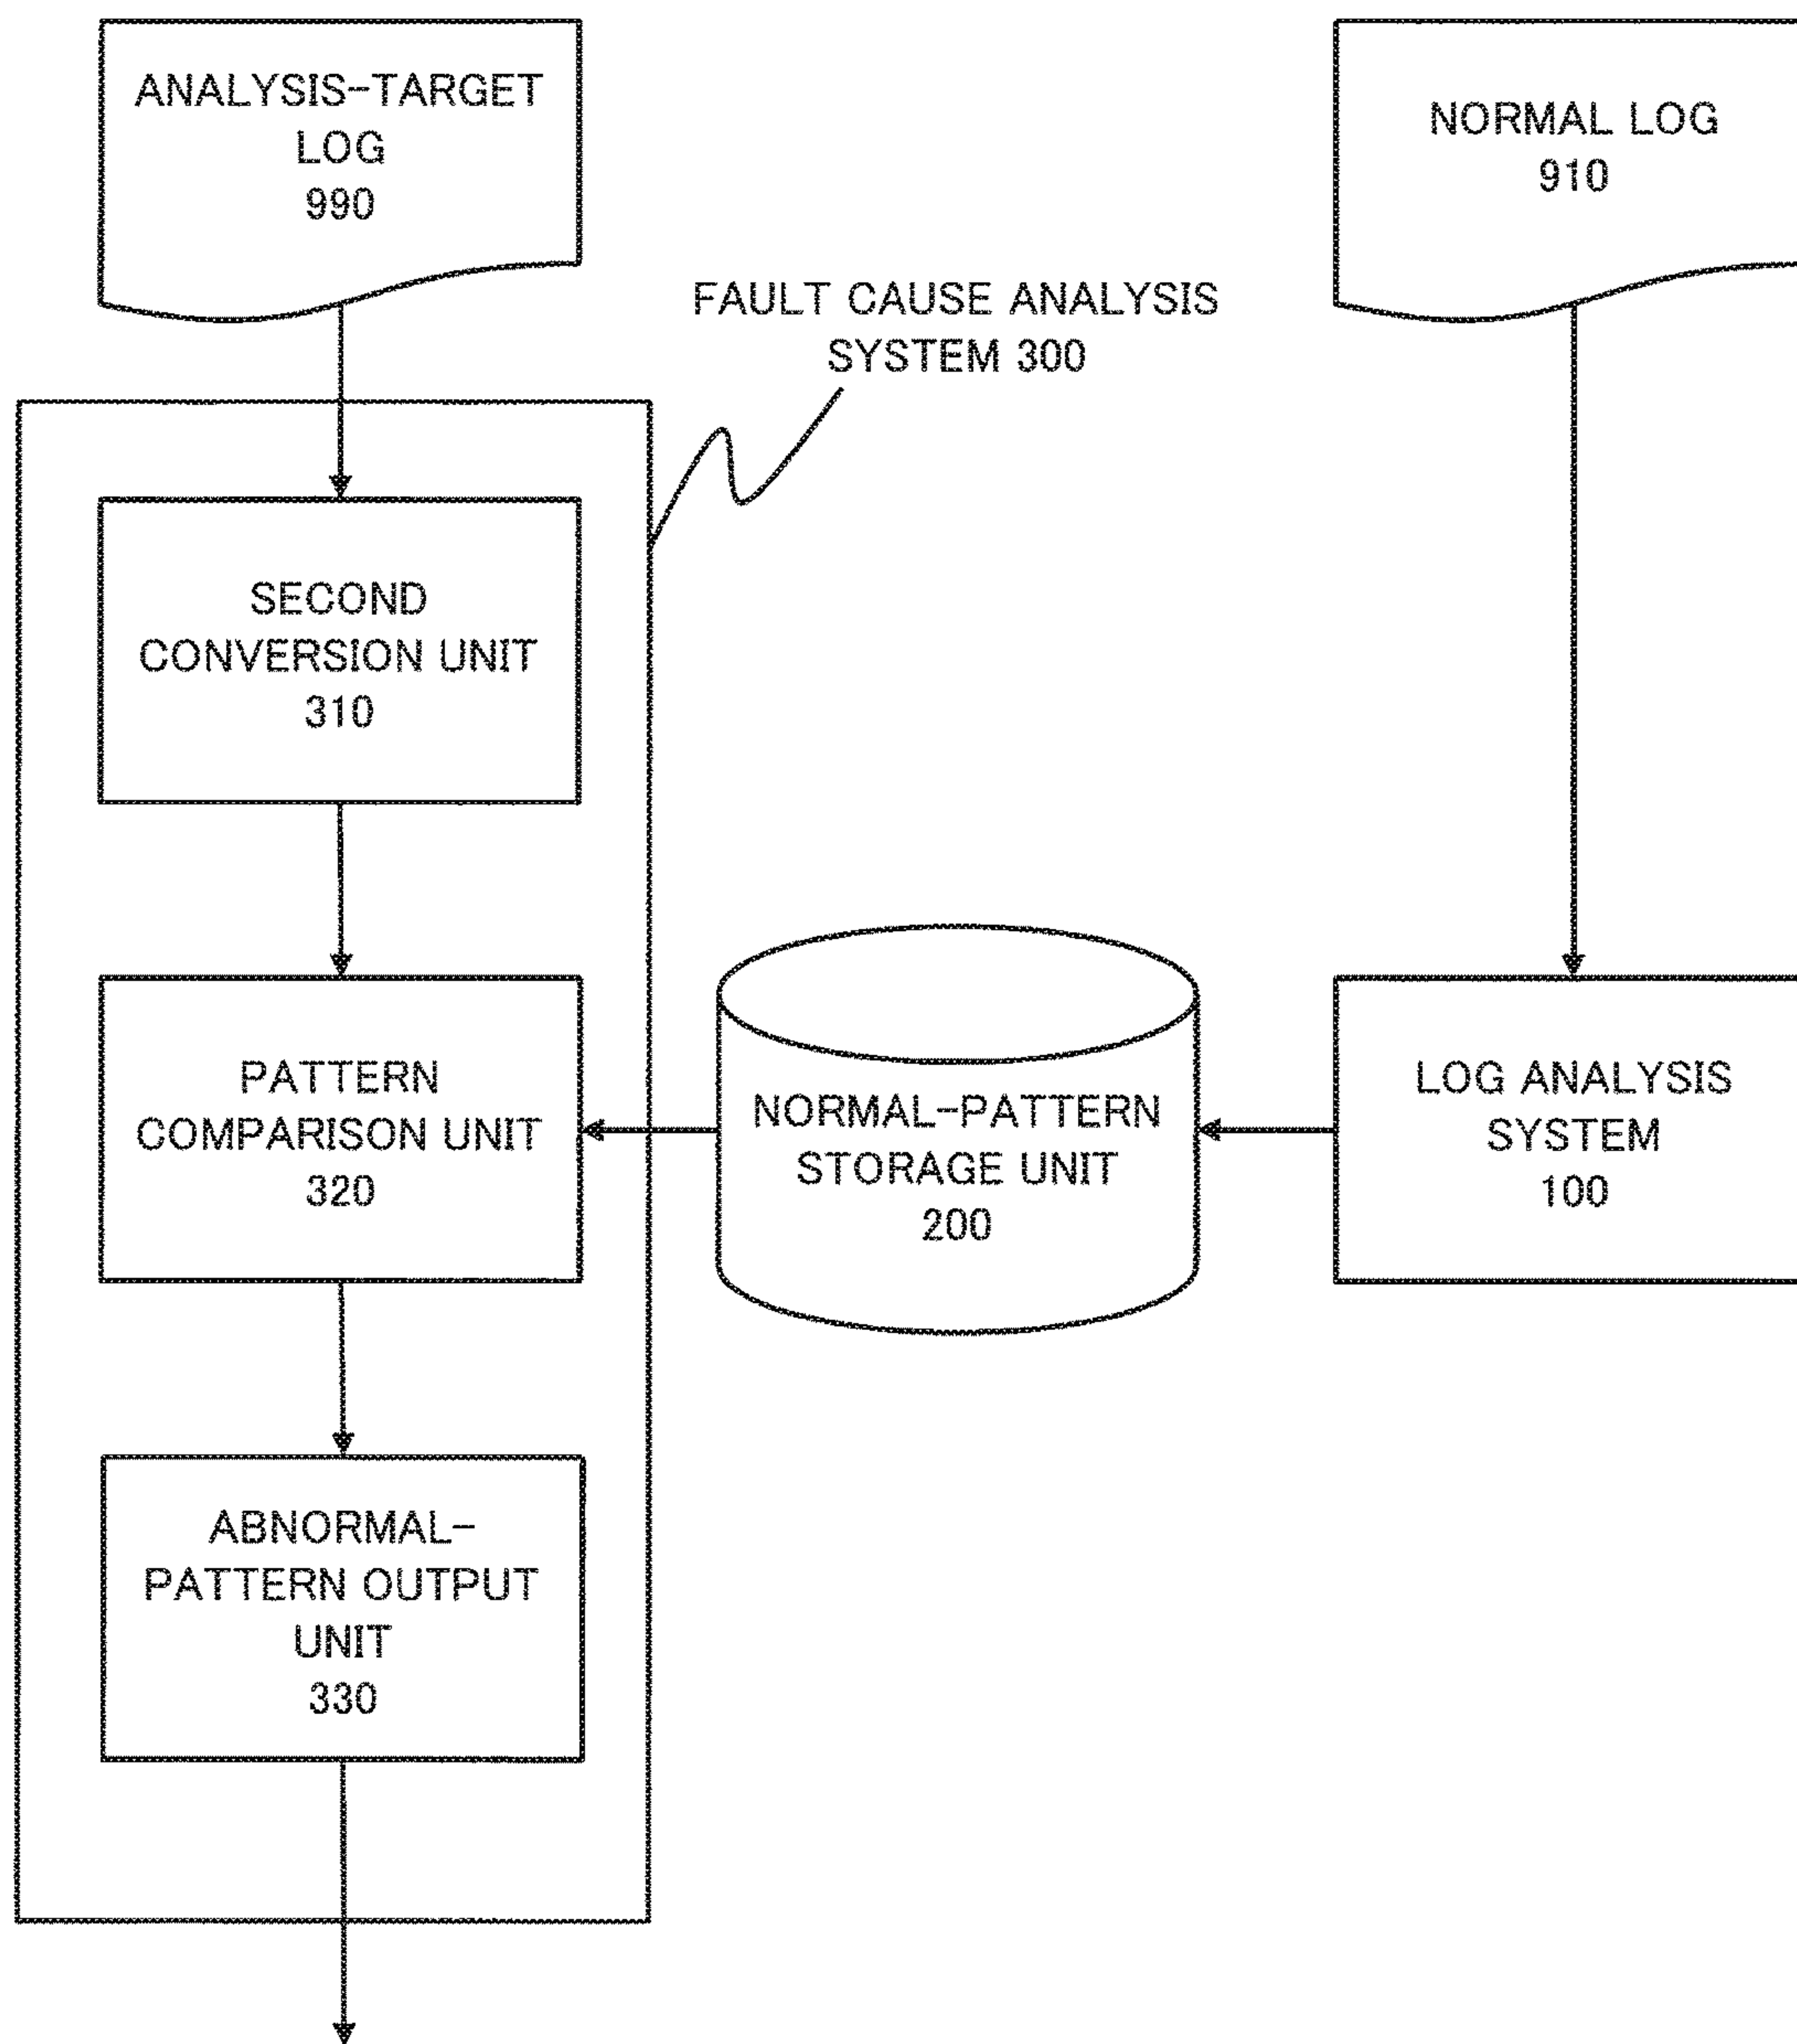 ANALYSIS-TARGET
LOG
990
NORMAL LOG
910
FAULT CAUSE ANALYSIS
SYSTEM 300
SECOND
CONVERSION UNIT
310
PATTERN
COMPARISON UNIT
320
NORMAL-PATTERN
STORAGE UNIT
200
LOG ANALYSIS
SYSTEM
100
ABNORMAL-
PATTERN OUTPUT
UNIT
330